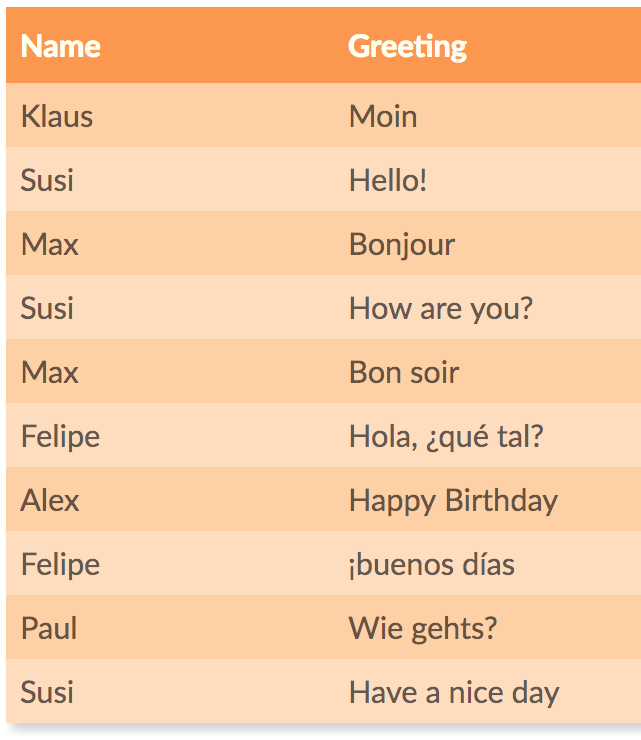 Name Greeting
Klaus Moin
Susi Hello!
Max Bonjour
Susi How are you?
Max Bon soir
Felipe Hola, ¿qué tal?
Alex Happy Birthday
Felipe ¡buenos días
Paul Wie gehts?
Susi Have a nice day